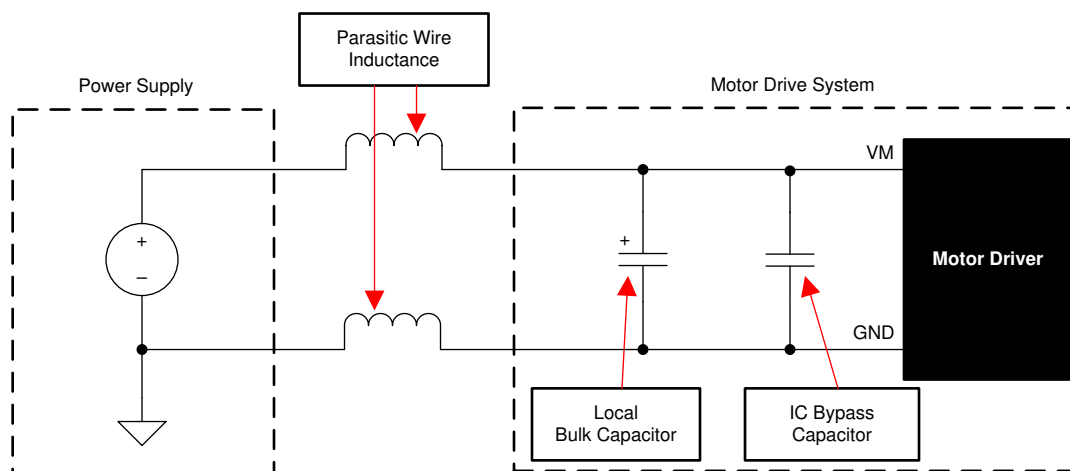 Parasitic Wire
Inductance
Power Supply
Motor Drive System
VM
+
–
+
Motor Driver
GND
Local
Bulk Capacitor
IC Bypass
Capacitor